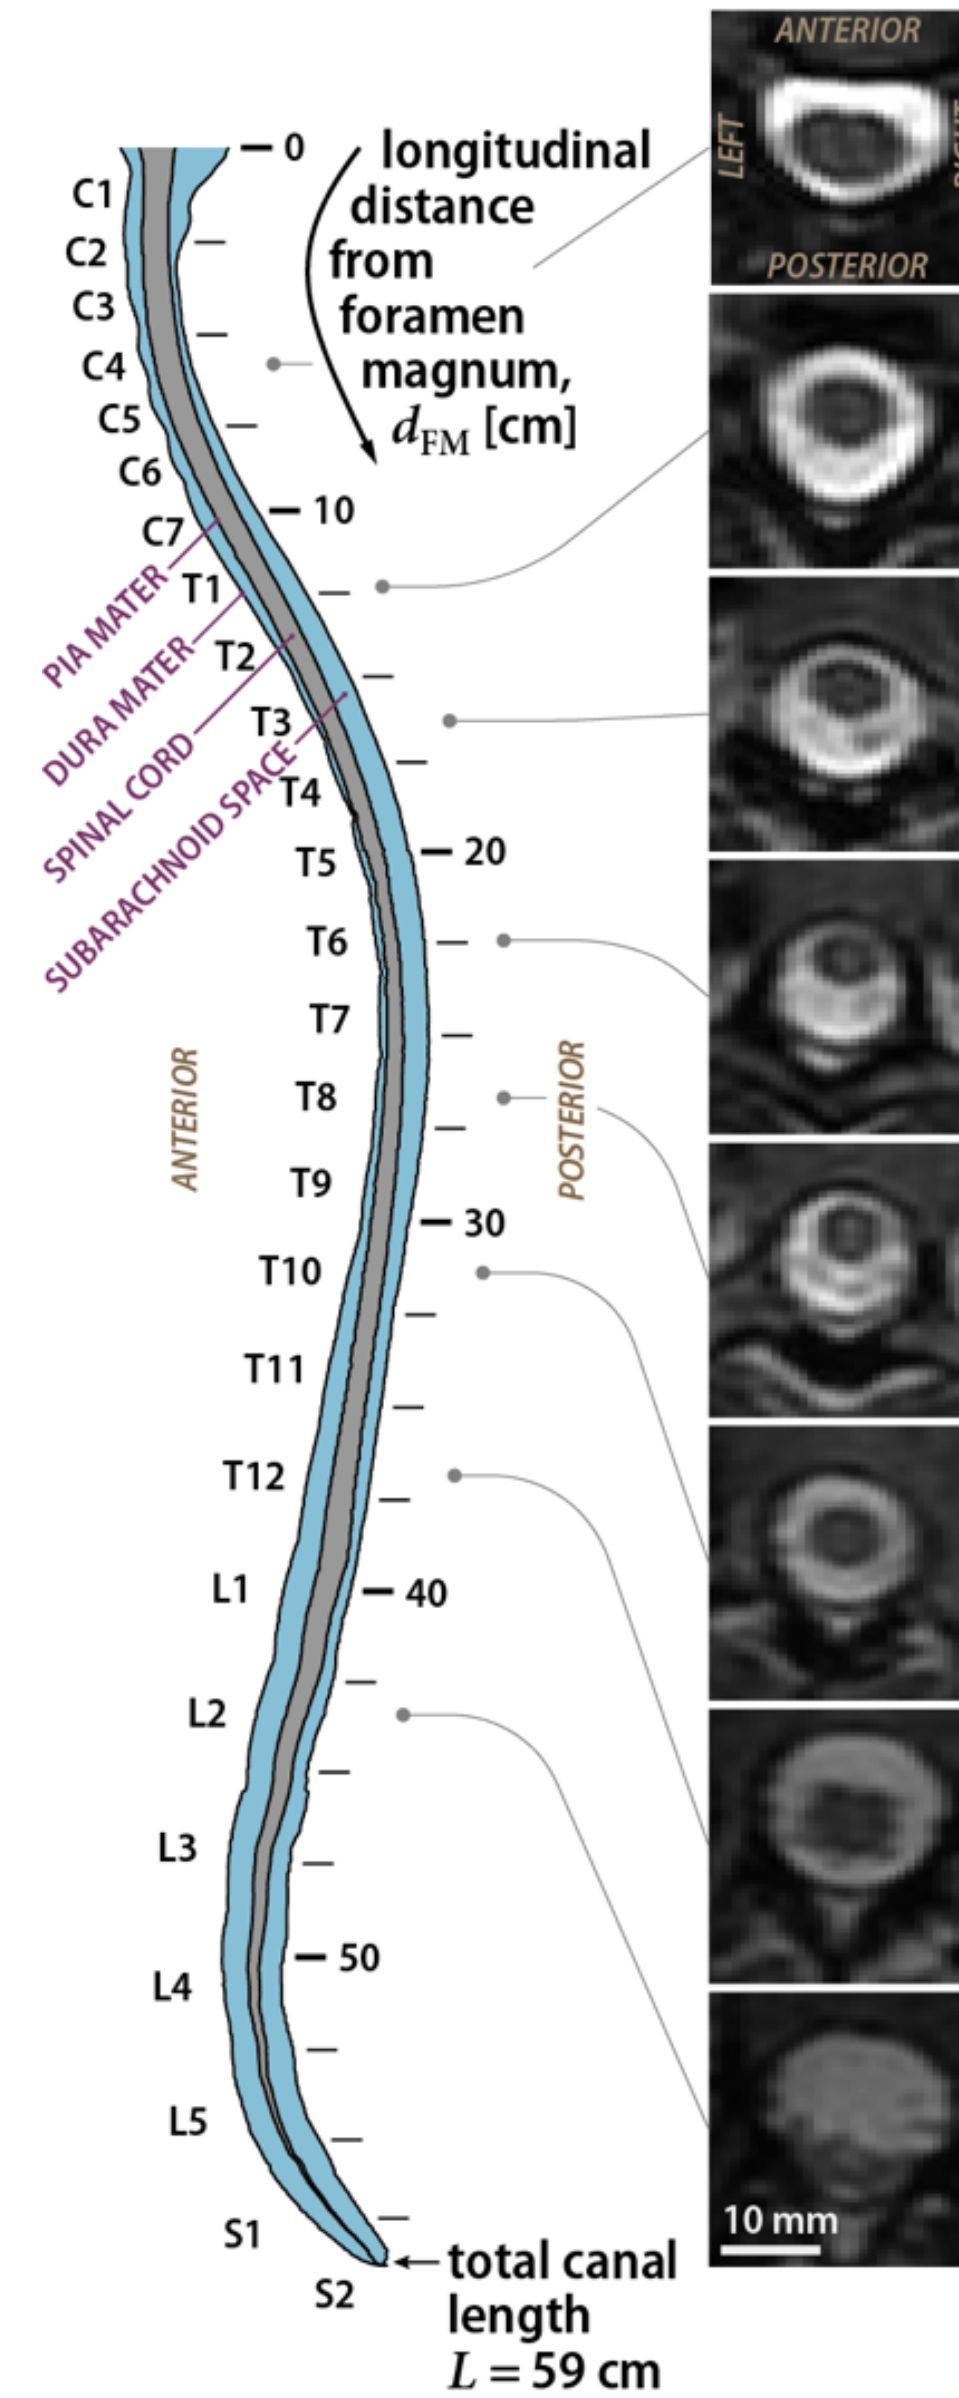 ANTERIOR
LEFT
POSTERIOR
0
longitudinal
distance
from
foramen
magnum,
d_FM [cm]
C1
C2
C3
C4
C5
C6
10
C7
T1
PIA MATER
T2
DURA MATER
T3
SPINAL CORD
T4
SUBARACHNOID SPACE
T5
20
T6
T7
ANTERIOR
POSTERIOR
T8
T9
30
T10
T11
T12
L1
40
L2
L3
50
L4
L5
S1
10 mm
S2
total canal
length
L = 59 cm